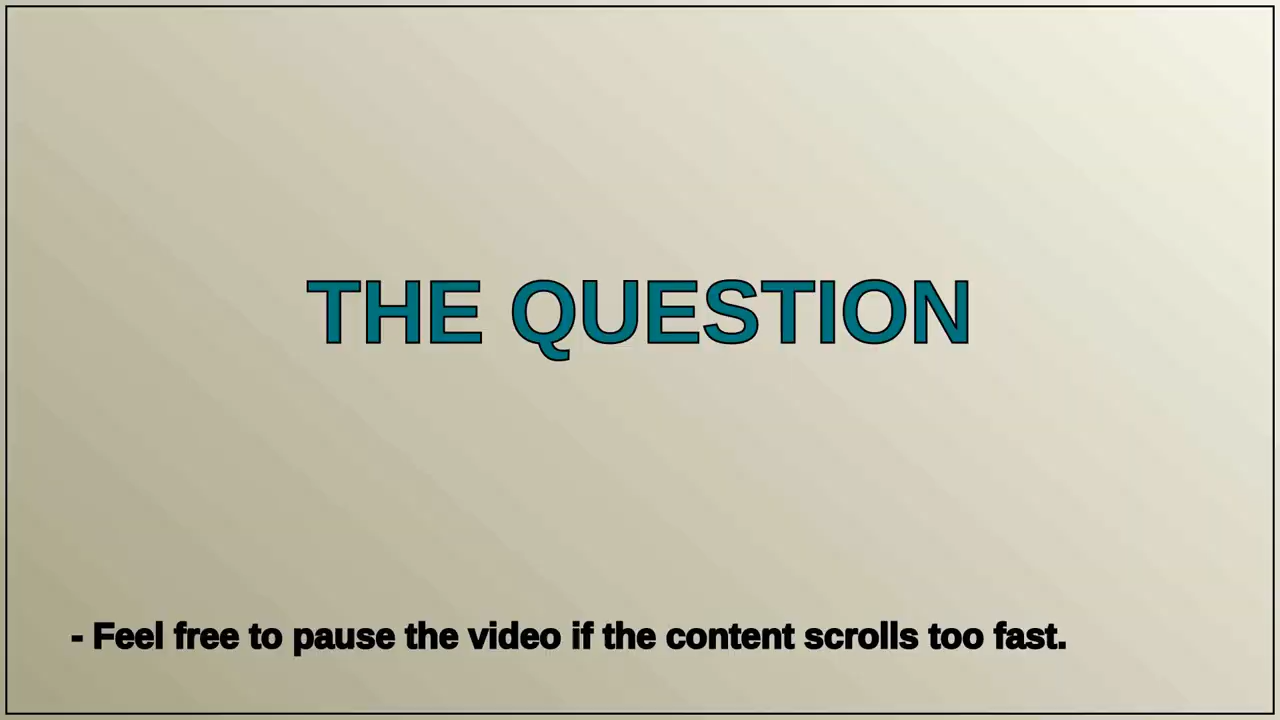 THE QUESTION
- Feel free to pause the video if the content scrolls too fast.